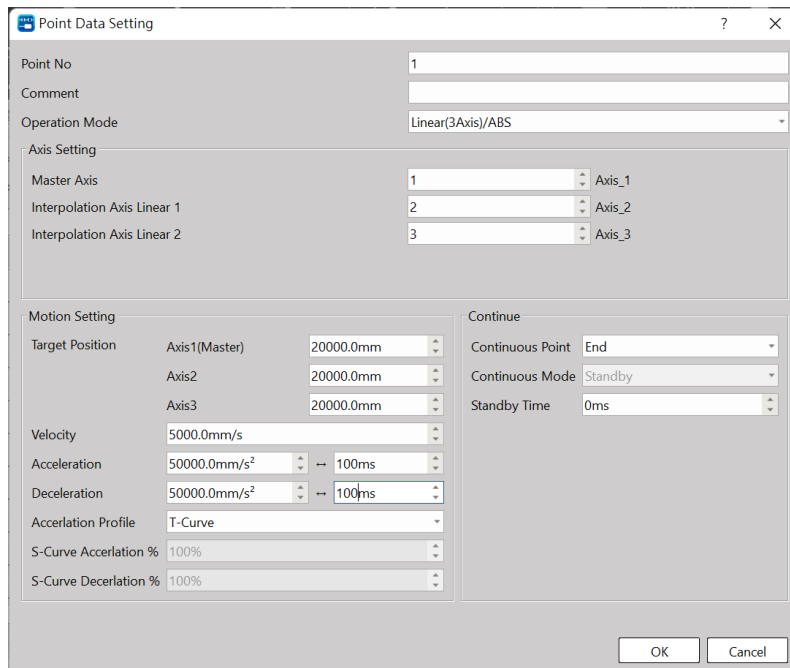 Point Data Setting ? ✕
Point No 1
Comment
Operation Mode Linear(3Axis)/ABS
Axis Setting
Master Axis 1 Axis_1
Interpolation Axis Linear 1 2 Axis_2
Interpolation Axis Linear 2 3 Axis_3
Motion Setting
Target Position Axis1(Master) 20000.0mm
Axis2 20000.0mm
Axis3 20000.0mm
Velocity 5000.0mm/s
Acceleration 50000.0mm/s² ↔ 100ms
Deceleration 50000.0mm/s² ↔ 100ms
Accerlation Profile T-Curve
S-Curve Accerlation % 100%
S-Curve Decerlation % 100%
Continue
Continuous Point End
Continuous Mode Standby
Standby Time 0ms
OK Cancel